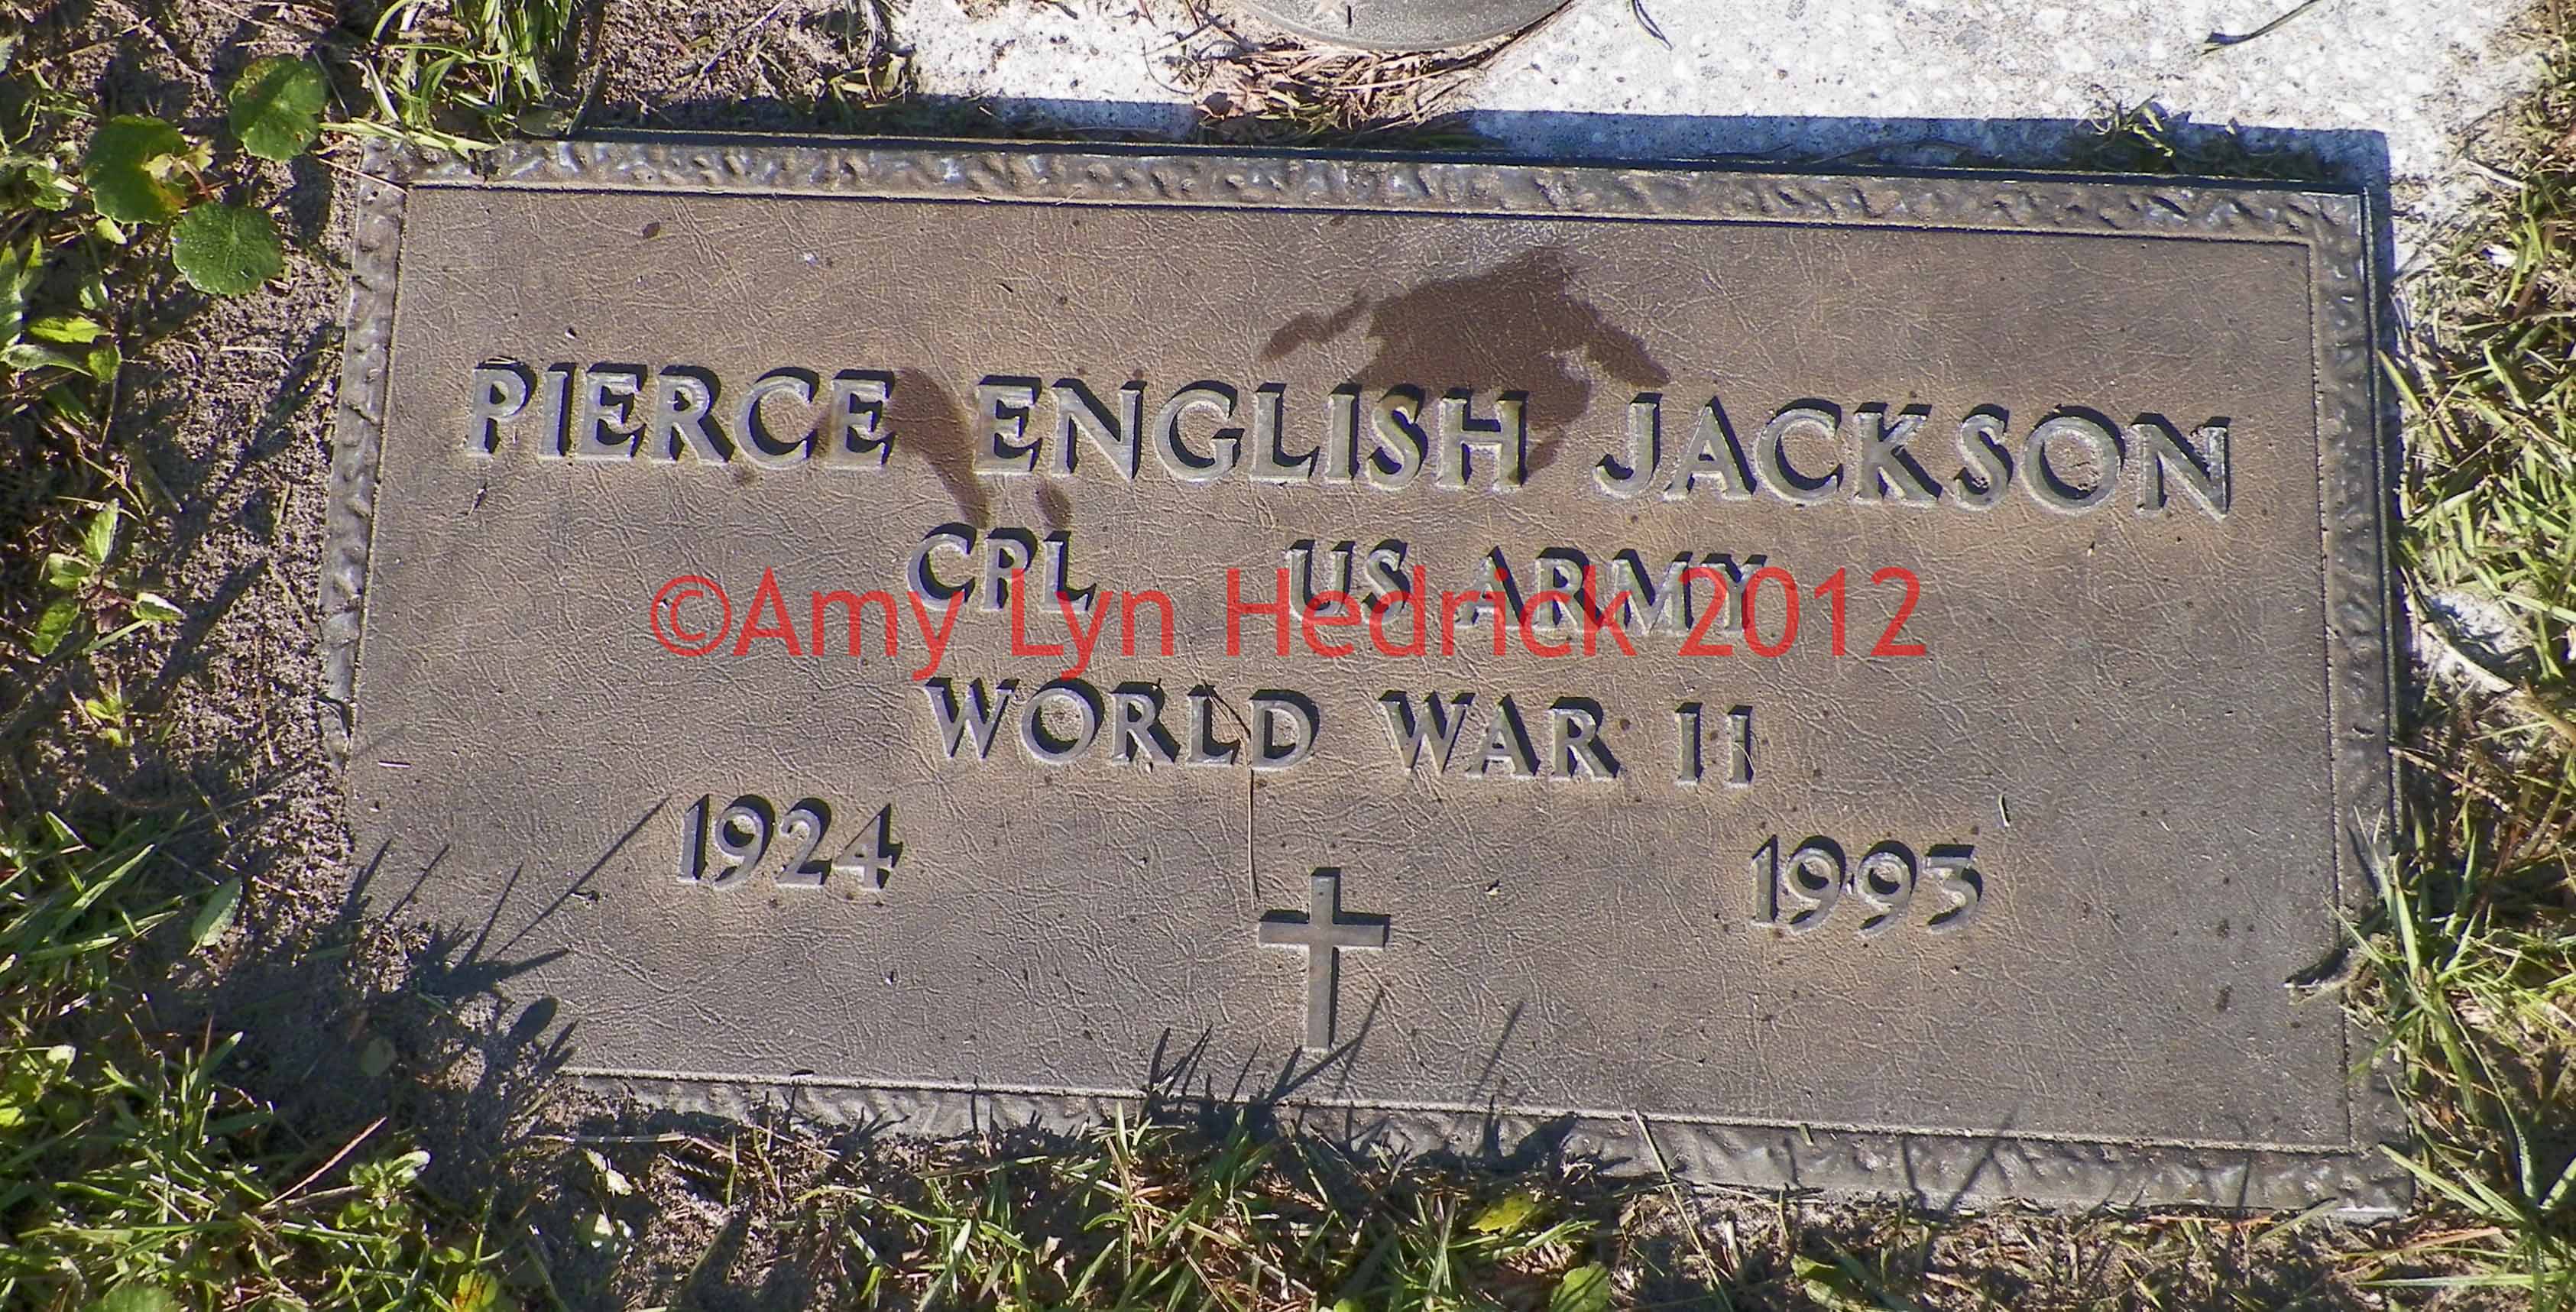 PIERCE ENGLISH JACKSON
CPL US ARMY
©Amy Lyn Hedrick 2012
WORLD WAR II
1924 1993